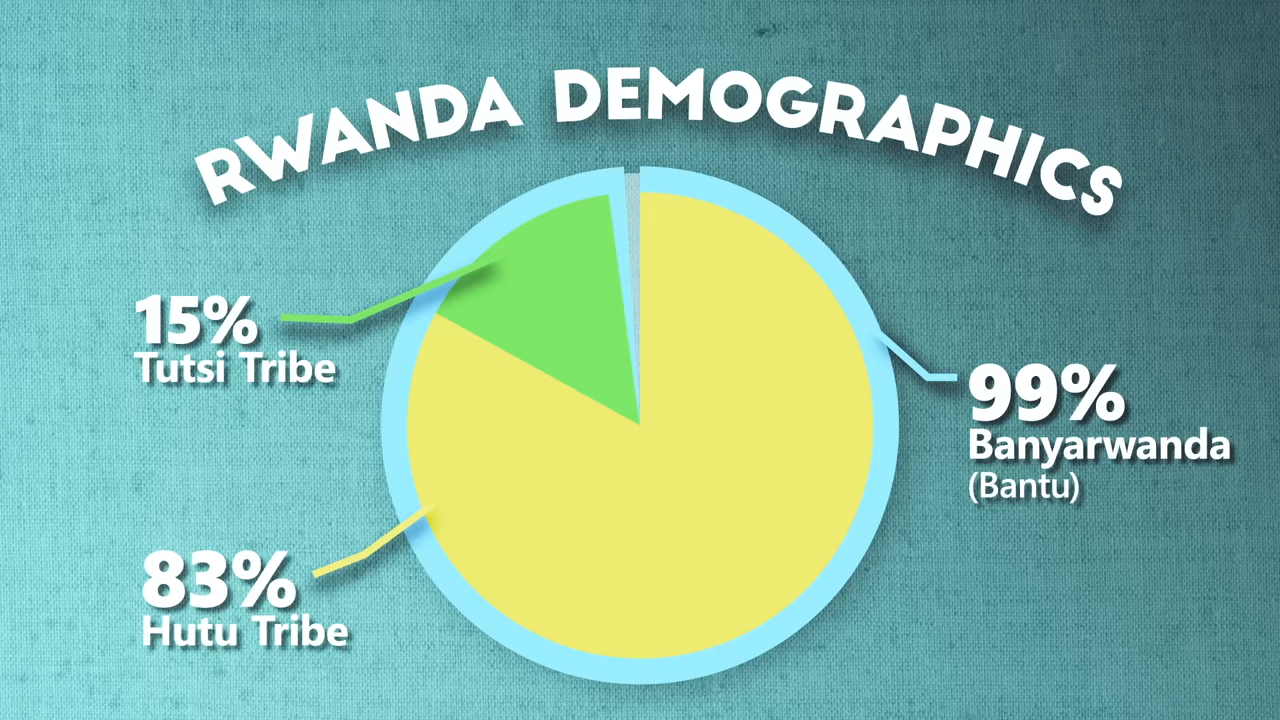 RWANDA DEMOGRAPHICS
15%
Tutsi Tribe
99%
Banyarwanda
(Bantu)
83%
Hutu Tribe